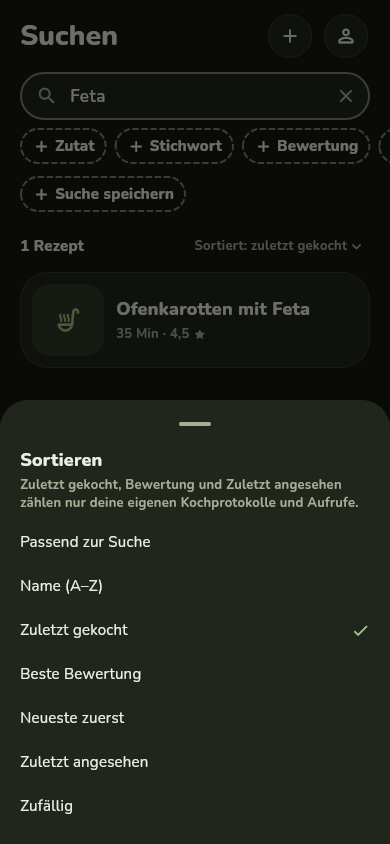 Suchen
Feta
+ Zutat + Stichwort + Bewertung
+ Suche speichern
1 Rezept Sortiert: zuletzt gekocht
Ofenkarotten mit Feta
35 Min · 4,5 ★
Sortieren
Zuletzt gekocht, Bewertung und Zuletzt angesehen
zählen nur deine eigenen Kochprotokolle und Aufrufe.
Passend zur Suche
Name (A–Z)
Zuletzt gekocht
Beste Bewertung
Neueste zuerst
Zuletzt angesehen
Zufällig